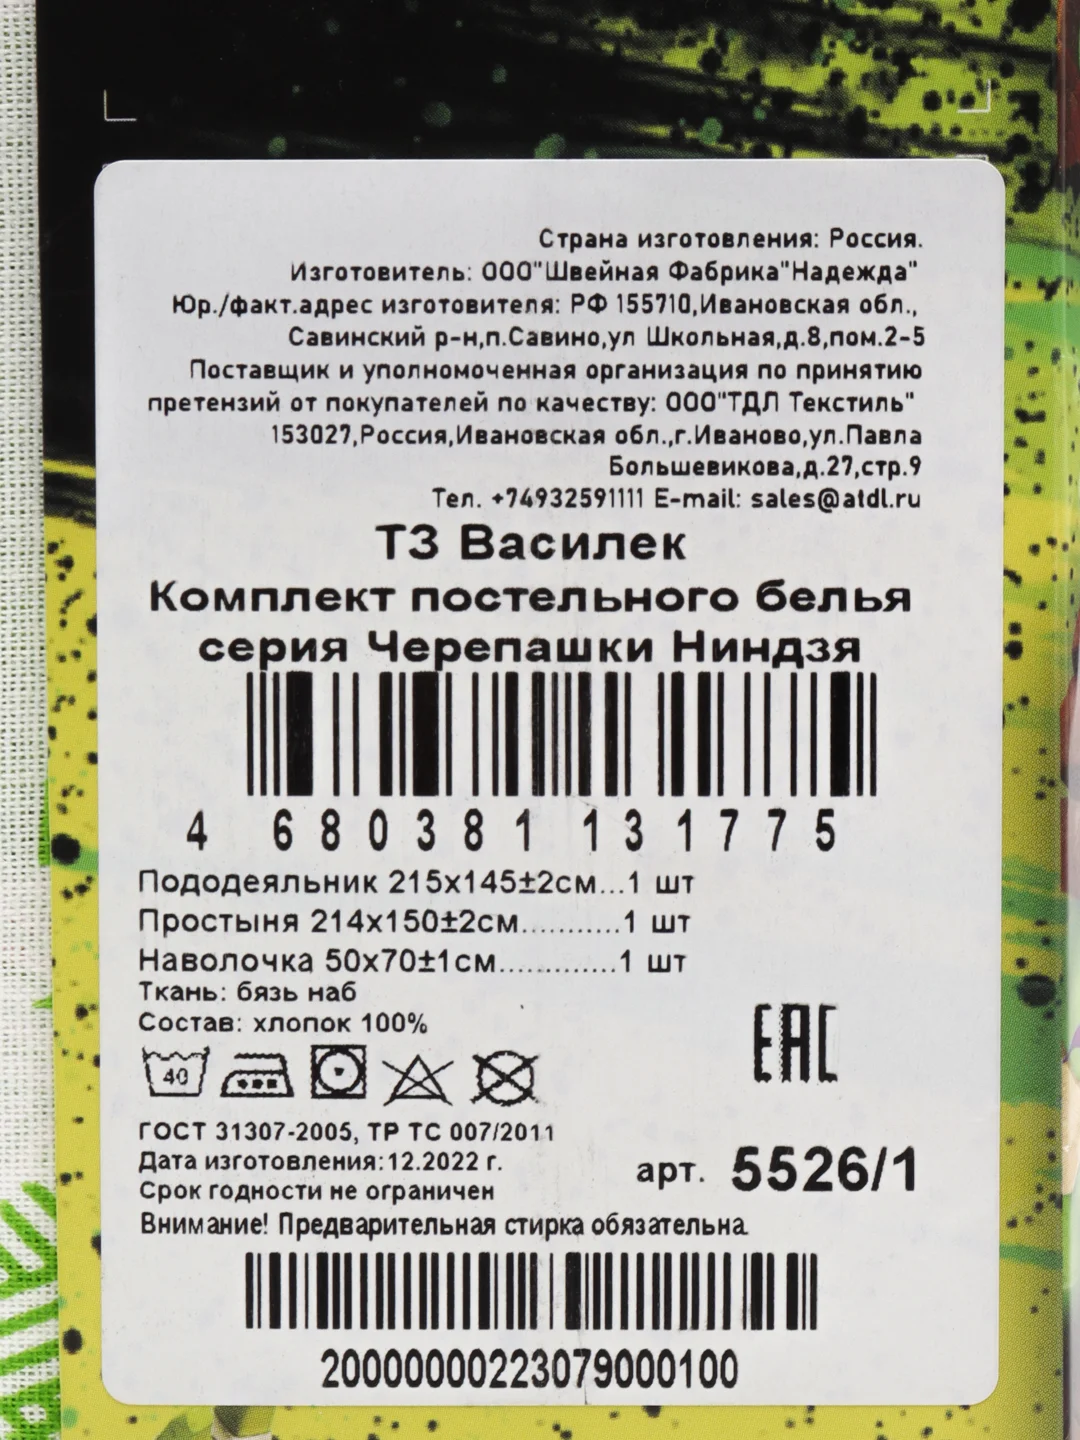 Страна изготовления: Россия.
Изготовитель: ООО"Швейная Фабрика"Надежда"
Юр./факт.адрес изготовителя: РФ 155710,Ивановская обл.,
Савинский р-н,п.Савино,ул Школьная,д.8,пом.2-5
Поставщик и уполномоченная организация по принятию
претензий от покупателей по качеству: ООО"ТДЛ Текстиль"
153027,Россия,Ивановская обл.,г.Иваново,ул.Павла
Большевикова,д.27,стр.9
Тел. +74932591111 E-mail: sales@atdl.ru
ТЗ Василек
Комплект постельного белья
серия Черепашки Ниндзя
4 680381 131775
Пододеяльник 215х145±2см...1 шт
Простыня 214х150±2см...........1 шт
Наволочка 50х70±1см.............1 шт
Ткань: бязь наб
Состав: хлопок 100%
40
EAC
ГОСТ 31307-2005, ТР ТС 007/2011
Дата изготовления:12.2022 г.
Срок годности не ограничен
арт. 5526/1
Внимание! Предварительная стирка обязательна
20000000223079000100